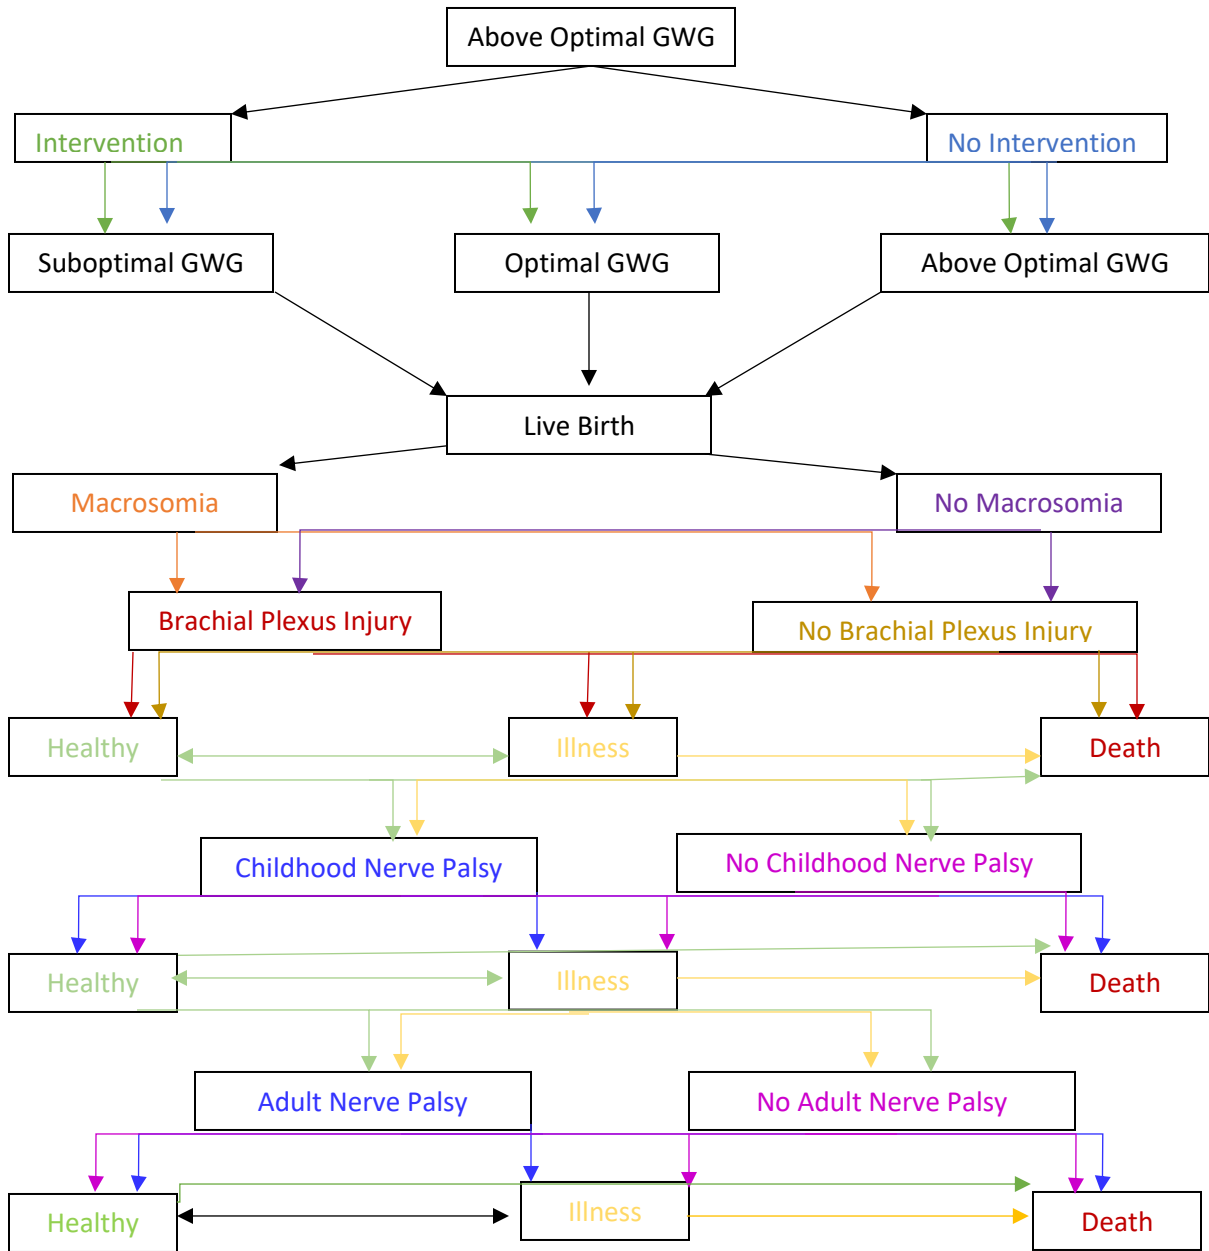 Above Optimal GWG
Intervention
No Intervention
Suboptimal GWG
Optimal GWG
Above Optimal GWG
Live Birth
Macrosomia
No Macrosomia
Brachial Plexus Injury
No Brachial Plexus Injury
Healthy
Illness
Death
Childhood Nerve Palsy
No Childhood Nerve Palsy
Healthy
Illness
Death
Adult Nerve Palsy
No Adult Nerve Palsy
Healthy
Illness
Death